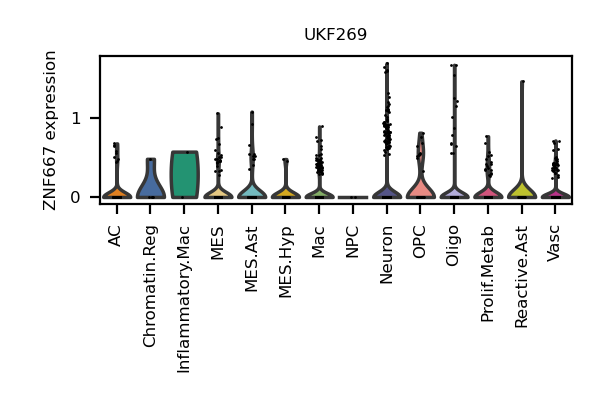 UKF269
ZNF667 expression
1
0
AC
Chromatin.Reg
Inflammatory.Mac
MES
MES.Ast
MES.Hyp
Mac
NPC
Neuron
OPC
Oligo
Prolif.Metab
Reactive.Ast
Vasc